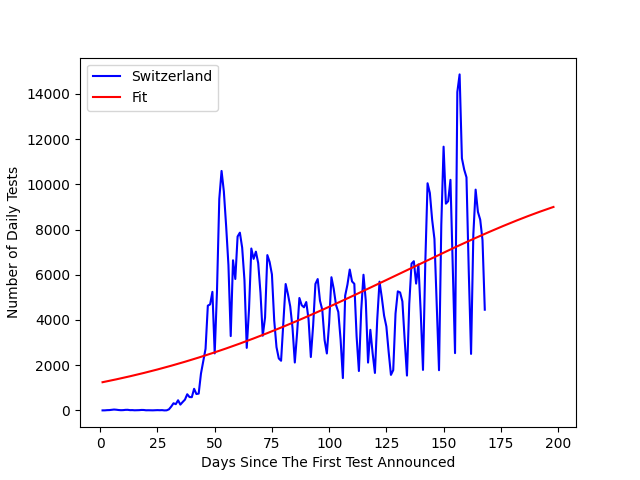 Switzerland
Fit
14000
12000
10000
8000
6000
4000
2000
0
Number of Daily Tests
0 25 50 75 100 125 150 175 200
Days Since The First Test Announced